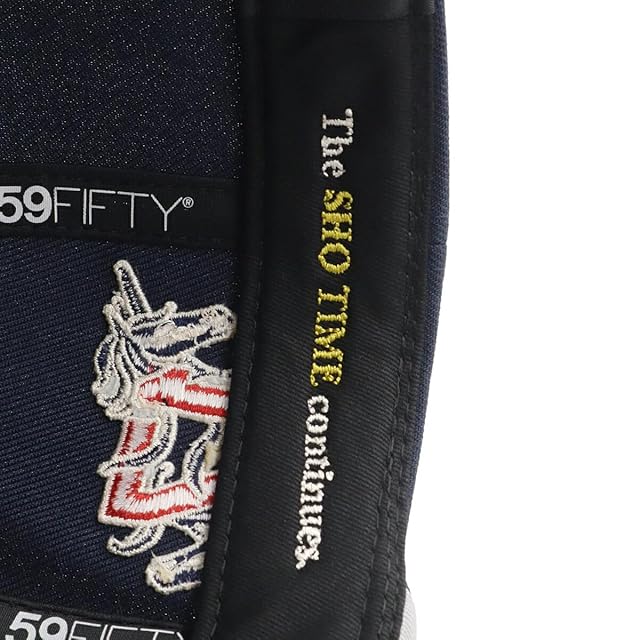 59FIFTY®
The SHO TIME continues.
59FIFTY